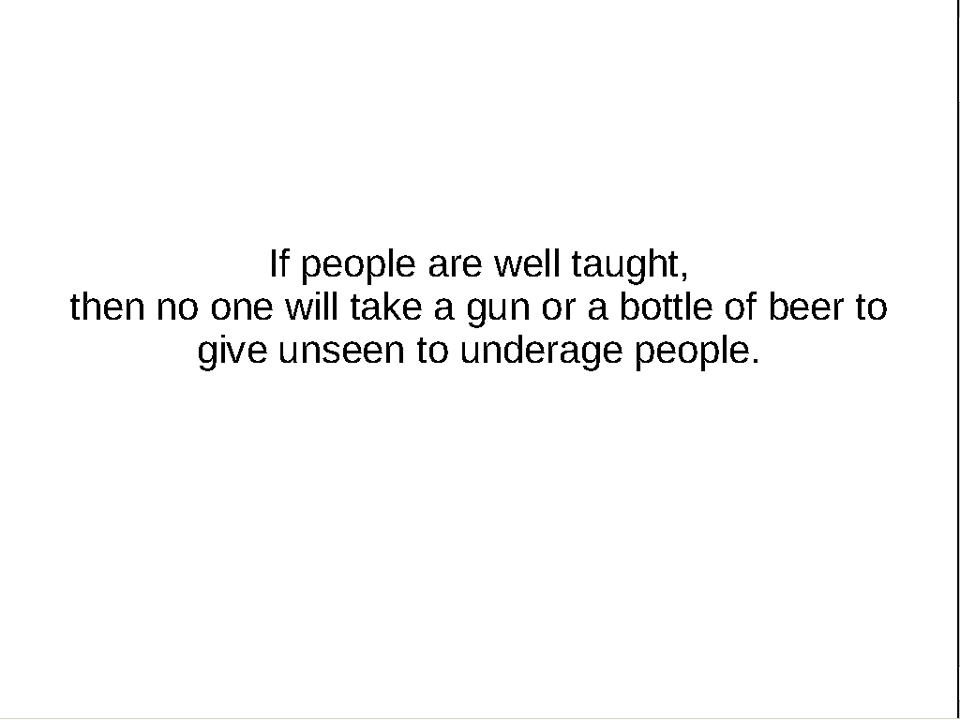 If people are well taught,
then no one will take a gun or a bottle of beer to
give unseen to underage people.